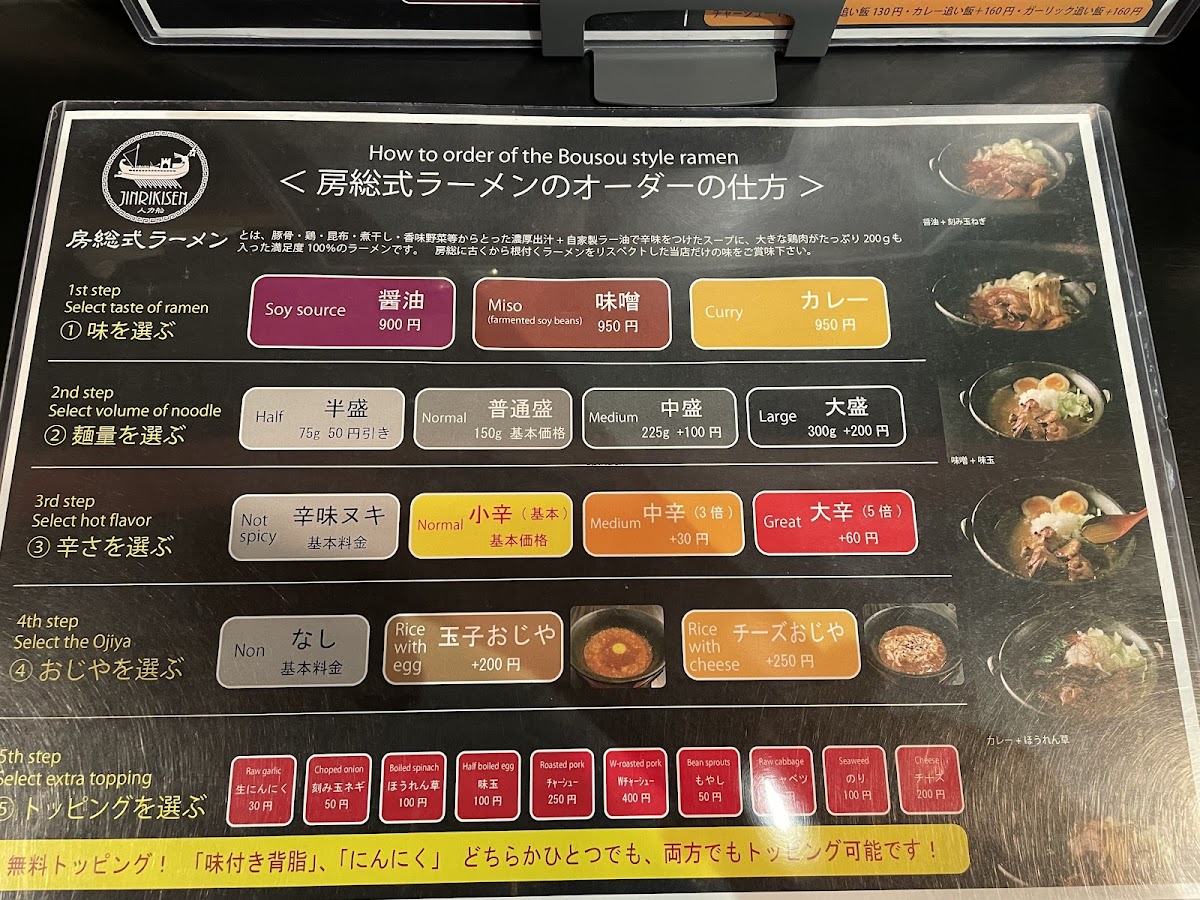 追い飯 130円・カレー追い飯+160円・ガーリック追い飯+160円
JINRIKISEN
人力船
How to order of the Bousou style ramen
＜ 房総式ラーメンのオーダーの仕方 ＞
房総式ラーメン
とは、豚骨・鶏・昆布・煮干し・香味野菜等からとった濃厚出汁＋自家製ラー油で辛味をつけたスープに、大きな鶏肉がたっぷり200gも
入った満足度100%のラーメンです。 房総に古くから根付くラーメンをリスペクトした当店だけの味をご賞味下さい。
醤油＋刻み玉ねぎ
1st step
Select taste of ramen
① 味を選ぶ
Soy source 醤油
900円
Miso 味噌
(farmented soy beans) 950円
Curry カレー
950円
2nd step
Select volume of noodle
② 麺量を選ぶ
Half 半盛
75g 50円引き
Normal 普通盛
150g 基本価格
Medium 中盛
225g +100円
Large 大盛
300g +200円
味噌＋味玉
3rd step
Select hot flavor
③ 辛さを選ぶ
Not spicy 辛味ヌキ
基本料金
Normal 小辛（基本）
基本価格
Medium 中辛（3倍）
+30円
Great 大辛（5倍）
+60円
4th step
Select the Ojiya
④ おじやを選ぶ
Non なし
基本料金
Rice with egg 玉子おじや
+200円
Rice with cheese チーズおじや
+250円
カレー＋ほうれん草
5th step
Select extra topping
⑤ トッピングを選ぶ
Raw garlic
生にんにく
30円
Choped onion
刻み玉ネギ
50円
Boiled spinach
ほうれん草
100円
Half boiled egg
味玉
100円
Roasted pork
チャーシュー
250円
W-roasted pork
Wチャーシュー
400円
Bean sprouts
もやし
50円
Raw cabbage
Seaweed
のり
100円
Cheese
チーズ
200円
無料トッピング！ 「味付き背脂」、「にんにく」 どちらかひとつでも、両方でもトッピング可能です！